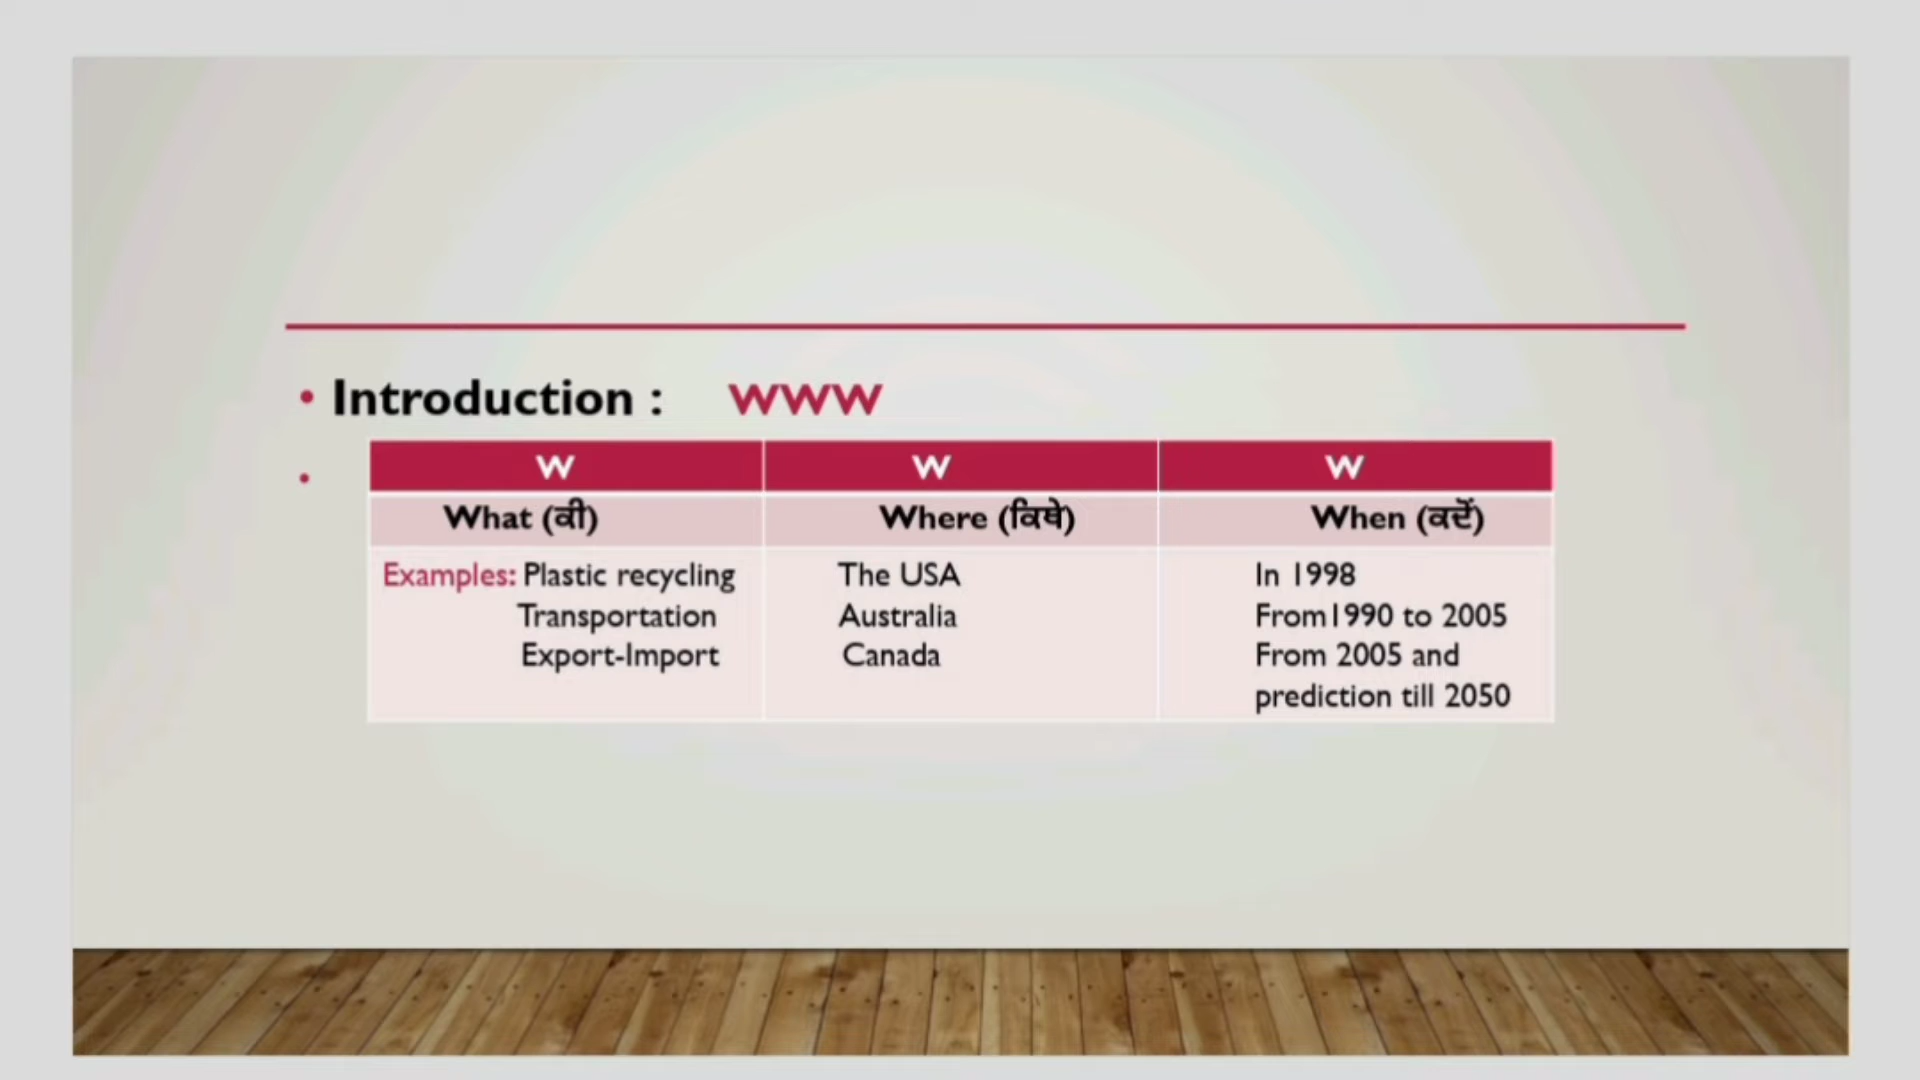 • Introduction : WWW
•
W W W
What (ਕੀ) Where (ਕਿਥੇ) When (ਕਦੋਂ)
Examples: Plastic recycling The USA In 1998
Transportation Australia From1990 to 2005
Export-Import Canada From 2005 and
prediction till 2050